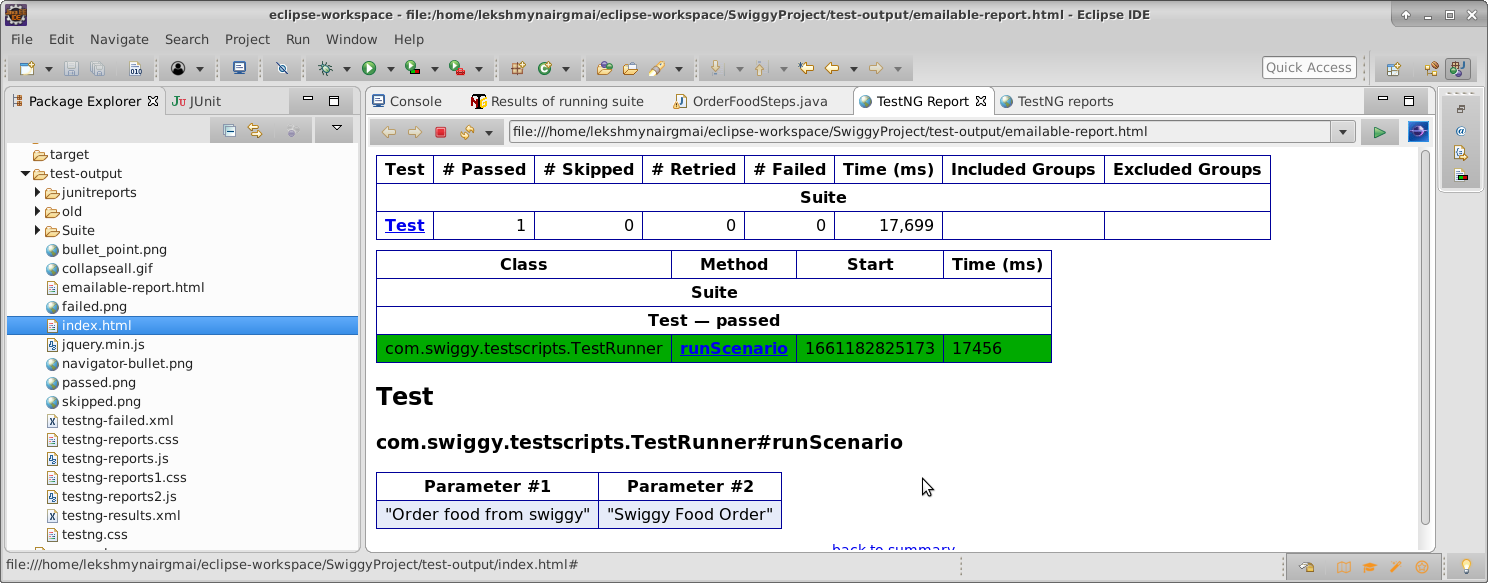 eclipse-workspace - file:/home/lekshmynairgmai/eclipse-workspace/SwiggyProject/test-output/emailable-report.html - Eclipse IDE
File Edit Navigate Search Project Run Window Help
Quick Access
Package Explorer JUnit
target
test-output
junitreports
old
Suite
bullet_point.png
collapseall.gif
emailable-report.html
failed.png
index.html
jquery.min.js
navigator-bullet.png
passed.png
skipped.png
testng-failed.xml
testng-reports.css
testng-reports.js
testng-reports1.css
testng-reports2.js
testng-results.xml
testng.css
Console Results of running suite OrderFoodSteps.java TestNG Report TestNG reports
file:///home/lekshmynairgmai/eclipse-workspace/SwiggyProject/test-output/emailable-report.html
Test # Passed # Skipped # Retried # Failed Time (ms) Included Groups Excluded Groups
Suite
Test 1 0 0 0 17,699
Class Method Start Time (ms)
Suite
Test — passed
com.swiggy.testscripts.TestRunner runScenario 1661182825173 17456
Test
com.swiggy.testscripts.TestRunner#runScenario
Parameter #1 Parameter #2
"Order food from swiggy" "Swiggy Food Order"
back to summary
file:///home/lekshmynairgmai/eclipse-workspace/SwiggyProject/test-output/index.html#